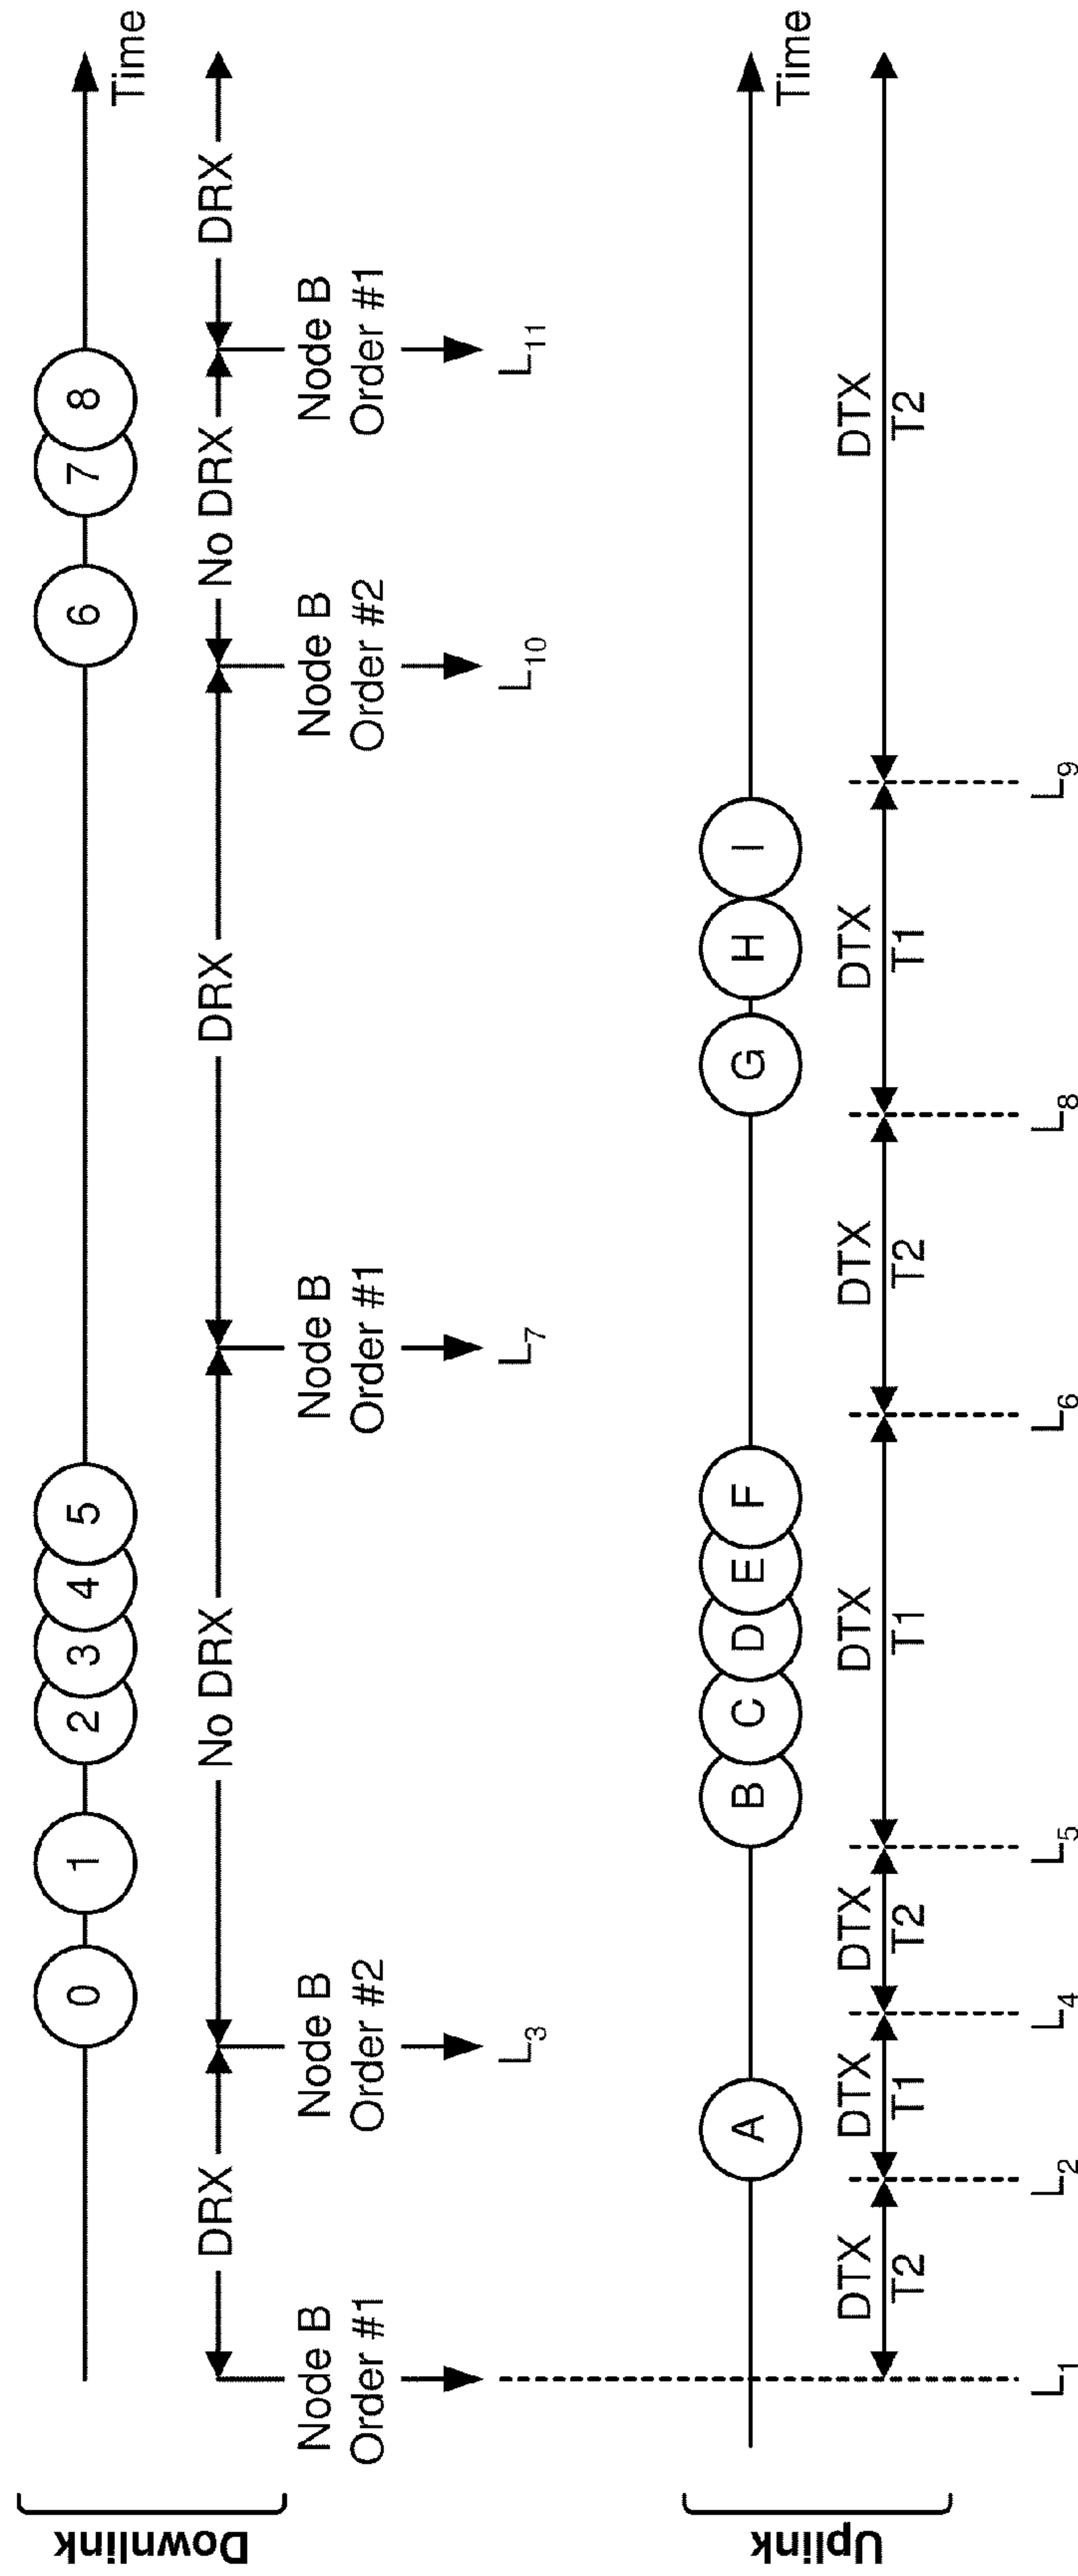 Downlink
0 1 2 3 4 5 6 7 8
Time
DRX No DRX DRX No DRX DRX
Node B Node B Node B Node B Node B
Order #1 Order #2 Order #1 Order #2 Order #1
L3 L7 L10 L11
Uplink
A B C D E F G H I
Time
DTX DTX DTX DTX DTX DTX DTX
T2 T1 T2 T1 T2 T1 T2
L1 L2 L4 L5 L6 L8 L9